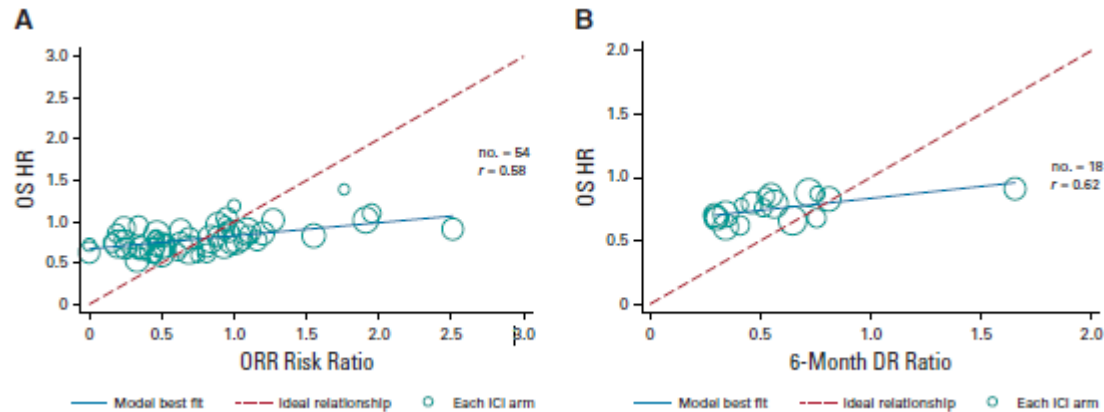 A
3.0
2.5
2.0
1.5
1.0
0.5
0
OS HR
no. = 54
r = 0.58
0 0.5 1.0 1.5 2.0 2.5 3.0
ORR Risk Ratio
Model best fit Ideal relationship Each ICI arm
B
2.0
1.5
1.0
0.5
0
OS HR
no. = 18
r = 0.62
0 0.5 1.0 1.5 2.0
6-Month DR Ratio
Model best fit Ideal relationship Each ICI arm